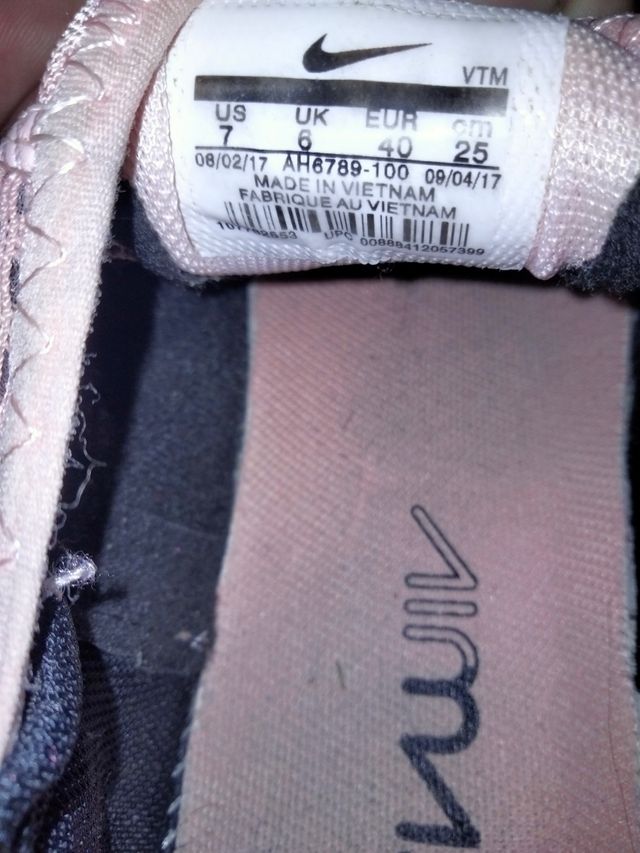 VTM
US UK EUR cm
7 6 40 25
08/02/17 AH6789-100 09/04/17
MADE IN VIETNAM
FABRIQUE AU VIETNAM
UPC 00888412057399